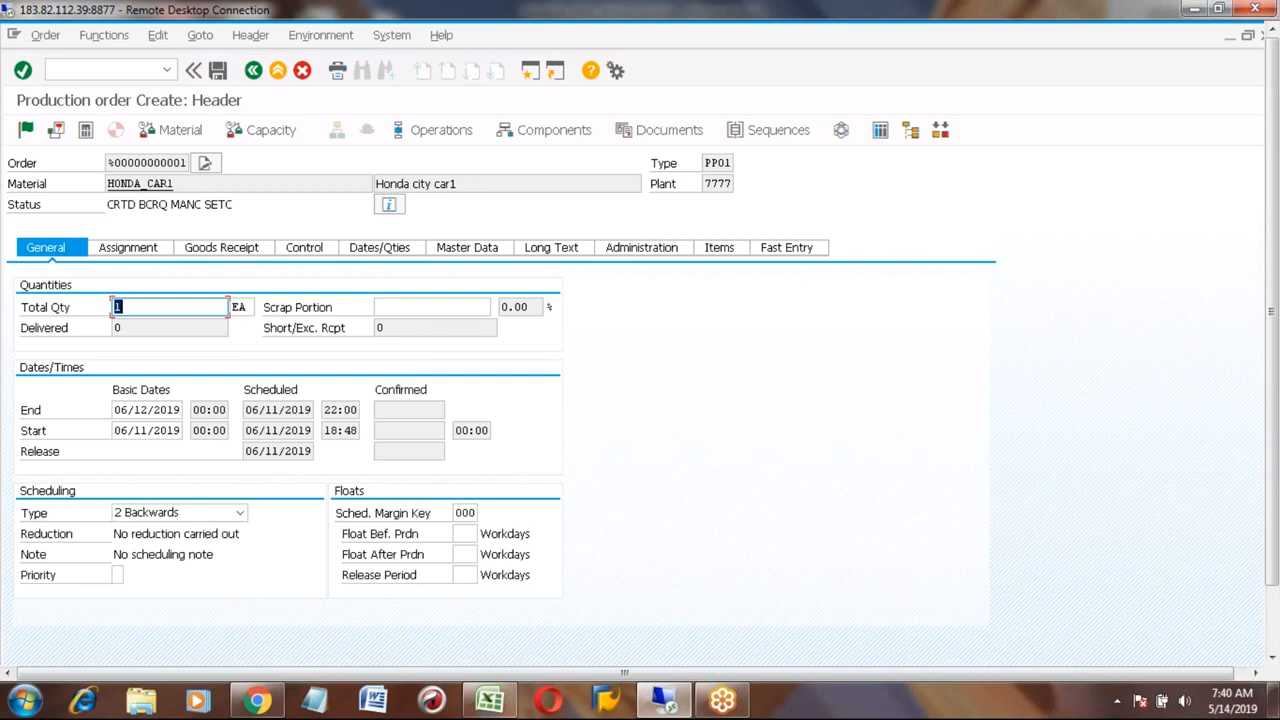 183.82.112.39:8877 - Remote Desktop Connection
Order Functions Edit Goto Header Environment System Help
Production order Create: Header
Material Capacity Operations Components Documents Sequences
Order %00000000001 Type PP01
Material HONDA_CAR1 Honda city car1 Plant 7777
Status CRTD BCRQ MANC SETC
General Assignment Goods Receipt Control Dates/Qties Master Data Long Text Administration Items Fast Entry
Quantities
Total Qty 1 EA Scrap Portion 0.00 %
Delivered 0 Short/Exc. Rcpt 0
Dates/Times
Basic Dates Scheduled Confirmed
End 06/12/2019 00:00 06/11/2019 22:00
Start 06/11/2019 00:00 06/11/2019 18:48 00:00
Release 06/11/2019
Scheduling Floats
Type 2 Backwards Sched. Margin Key 000
Reduction No reduction carried out Float Bef. Prdn Workdays
Note No scheduling note Float After Prdn Workdays
Priority Release Period Workdays
7:40 AM
5/14/2019